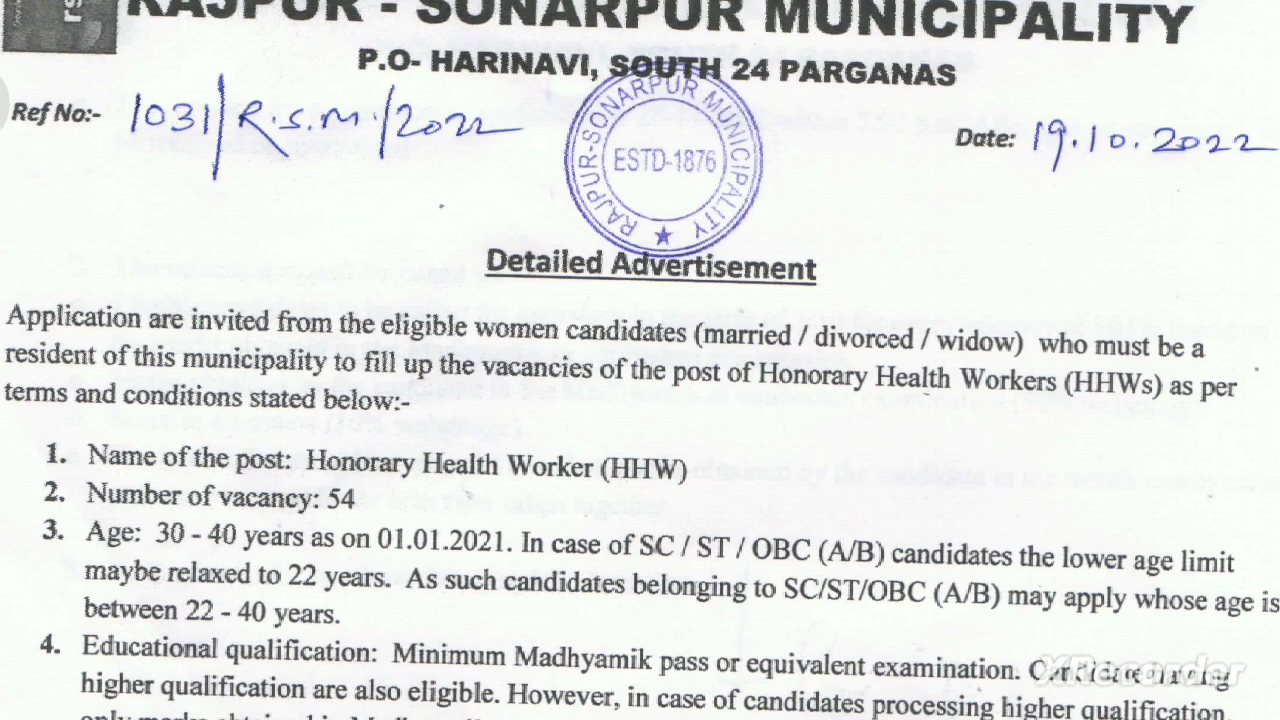 RAJPUR - SONARPUR MUNICIPALITY
P.O- HARINAVI, SOUTH 24 PARGANAS
Ref No:- 1031/R.S.M/2022
RAJPUR-SONARPUR MUNICIPALITY
ESTD-1876
Date: 19.10.2022
Detailed Advertisement
Application are invited from the eligible women candidates (married / divorced / widow) who must be a
resident of this municipality to fill up the vacancies of the post of Honorary Health Workers (HHWs) as per
terms and conditions stated below:-
1. Name of the post: Honorary Health Worker (HHW)
2. Number of vacancy: 54
3. Age: 30 - 40 years as on 01.01.2021. In case of SC / ST / OBC (A/B) candidates the lower age limit
maybe relaxed to 22 years. As such candidates belonging to SC/ST/OBC (A/B) may apply whose age is
between 22 - 40 years.
4. Educational qualification: Minimum Madhyamik pass or equivalent examination. Candidate having
XRecorder
higher qualification are also eligible. However, in case of candidates processing higher qualification,
only marks obtained in